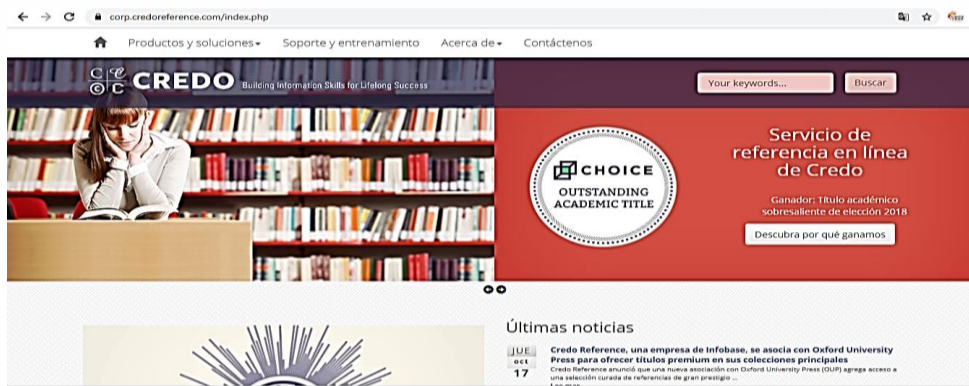 corp.credoreference.com/index.php
Productos y soluciones Soporte y entrenamiento Acerca de Contáctenos
CREDO Building Information Skills for Lifelong Success
Your keywords... Buscar
CHOICE
OUTSTANDING
ACADEMIC TITLE
Servicio de
referencia en línea
de Credo
Ganador: Título académico
sobresaliente de elección 2018
Descubra por qué ganamos
Últimas noticias
JUE
oct
17
Credo Reference, una empresa de Infobase, se asocia con Oxford University
Press para ofrecer títulos premium en sus colecciones principales
Credo Reference anunció que una nueva asociación con Oxford University Press (OUP) agrega acceso a
una selección curada de referencias de gran prestigio ...